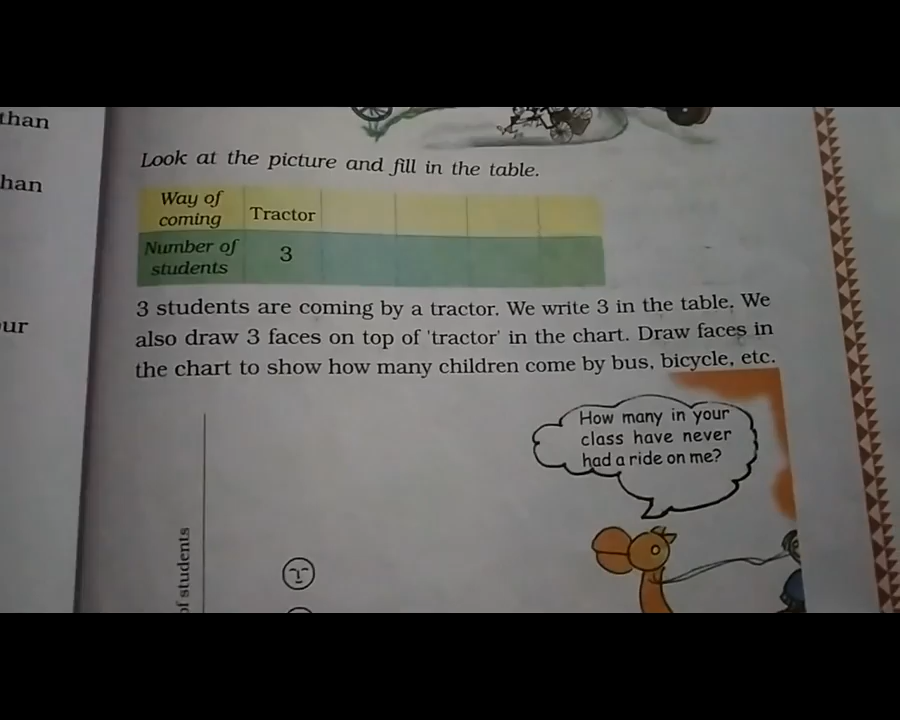 than
han
ur
Look at the picture and fill in the table.
Way of coming Tractor
Number of students 3
3 students are coming by a tractor. We write 3 in the table. We
also draw 3 faces on top of 'tractor' in the chart. Draw faces in
the chart to show how many children come by bus, bicycle, etc.
How many in your
class have never
had a ride on me?
of students